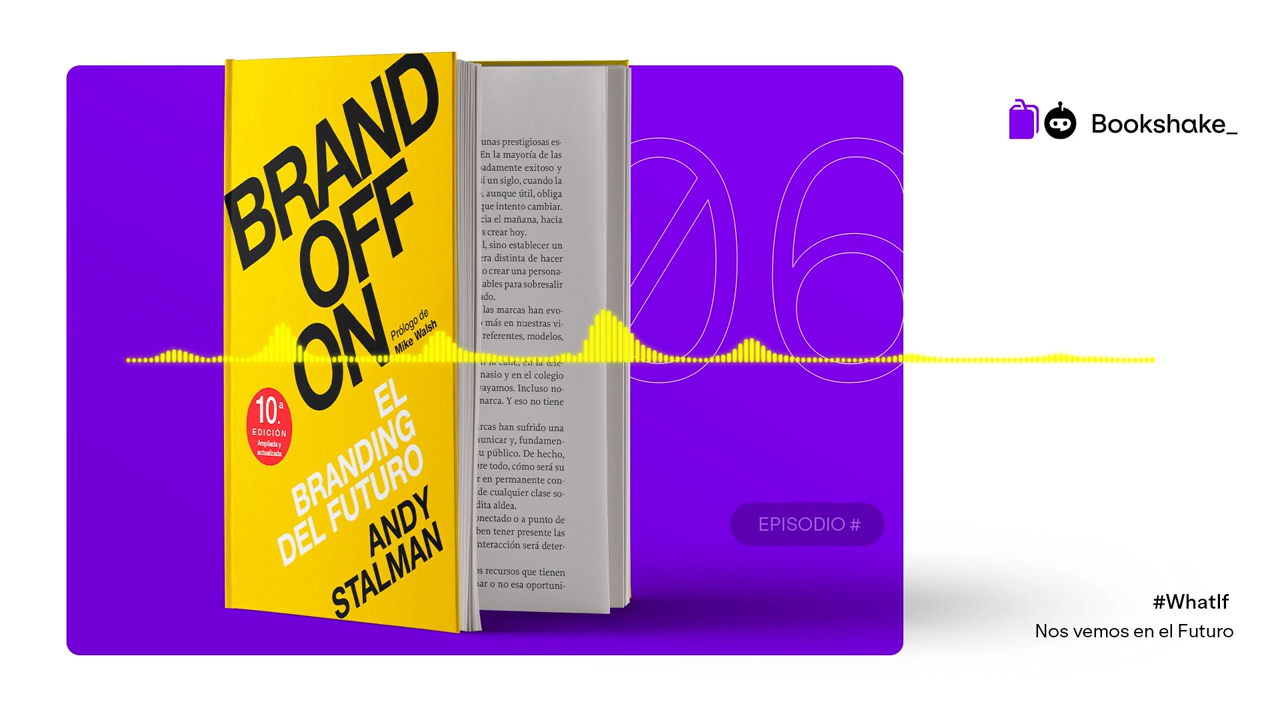 BRAND
OFF
ON
Prólogo de
Mike Walsh
10.ª
EDICIÓN
Ampliada y
actualizada
EL
BRANDING
DEL FUTURO
ANDY
STALMAN
unas prestigiosas es-
En la mayoría de las
adamente exitoso y
si un siglo, cuando la
, aunque útil, obliga
que intento cambiar.
cia el mañana, hacia
s crear hoy.
l, sino establecer un
era distinta de hacer
o crear una persona-
ables para sobresalir
ado.
las marcas han evo-
más en nuestras vi-
referentes, modelos,
nasio y en el colegio
vayamos. Incluso no-
marca. Y eso no tiene
rcas han sufrido una
unicar y, fundamen-
u público. De hecho,
re todo, cómo será su
r en permanente con-
de cualquier clase so-
dita aldea.
onectado o a punto de
ben tener presente las
nteracción será deter-
os recursos que tienen
ar o no esa oportuni-
06
EPISODIO #
Bookshake_
#WhatIf
Nos vemos en el Futuro